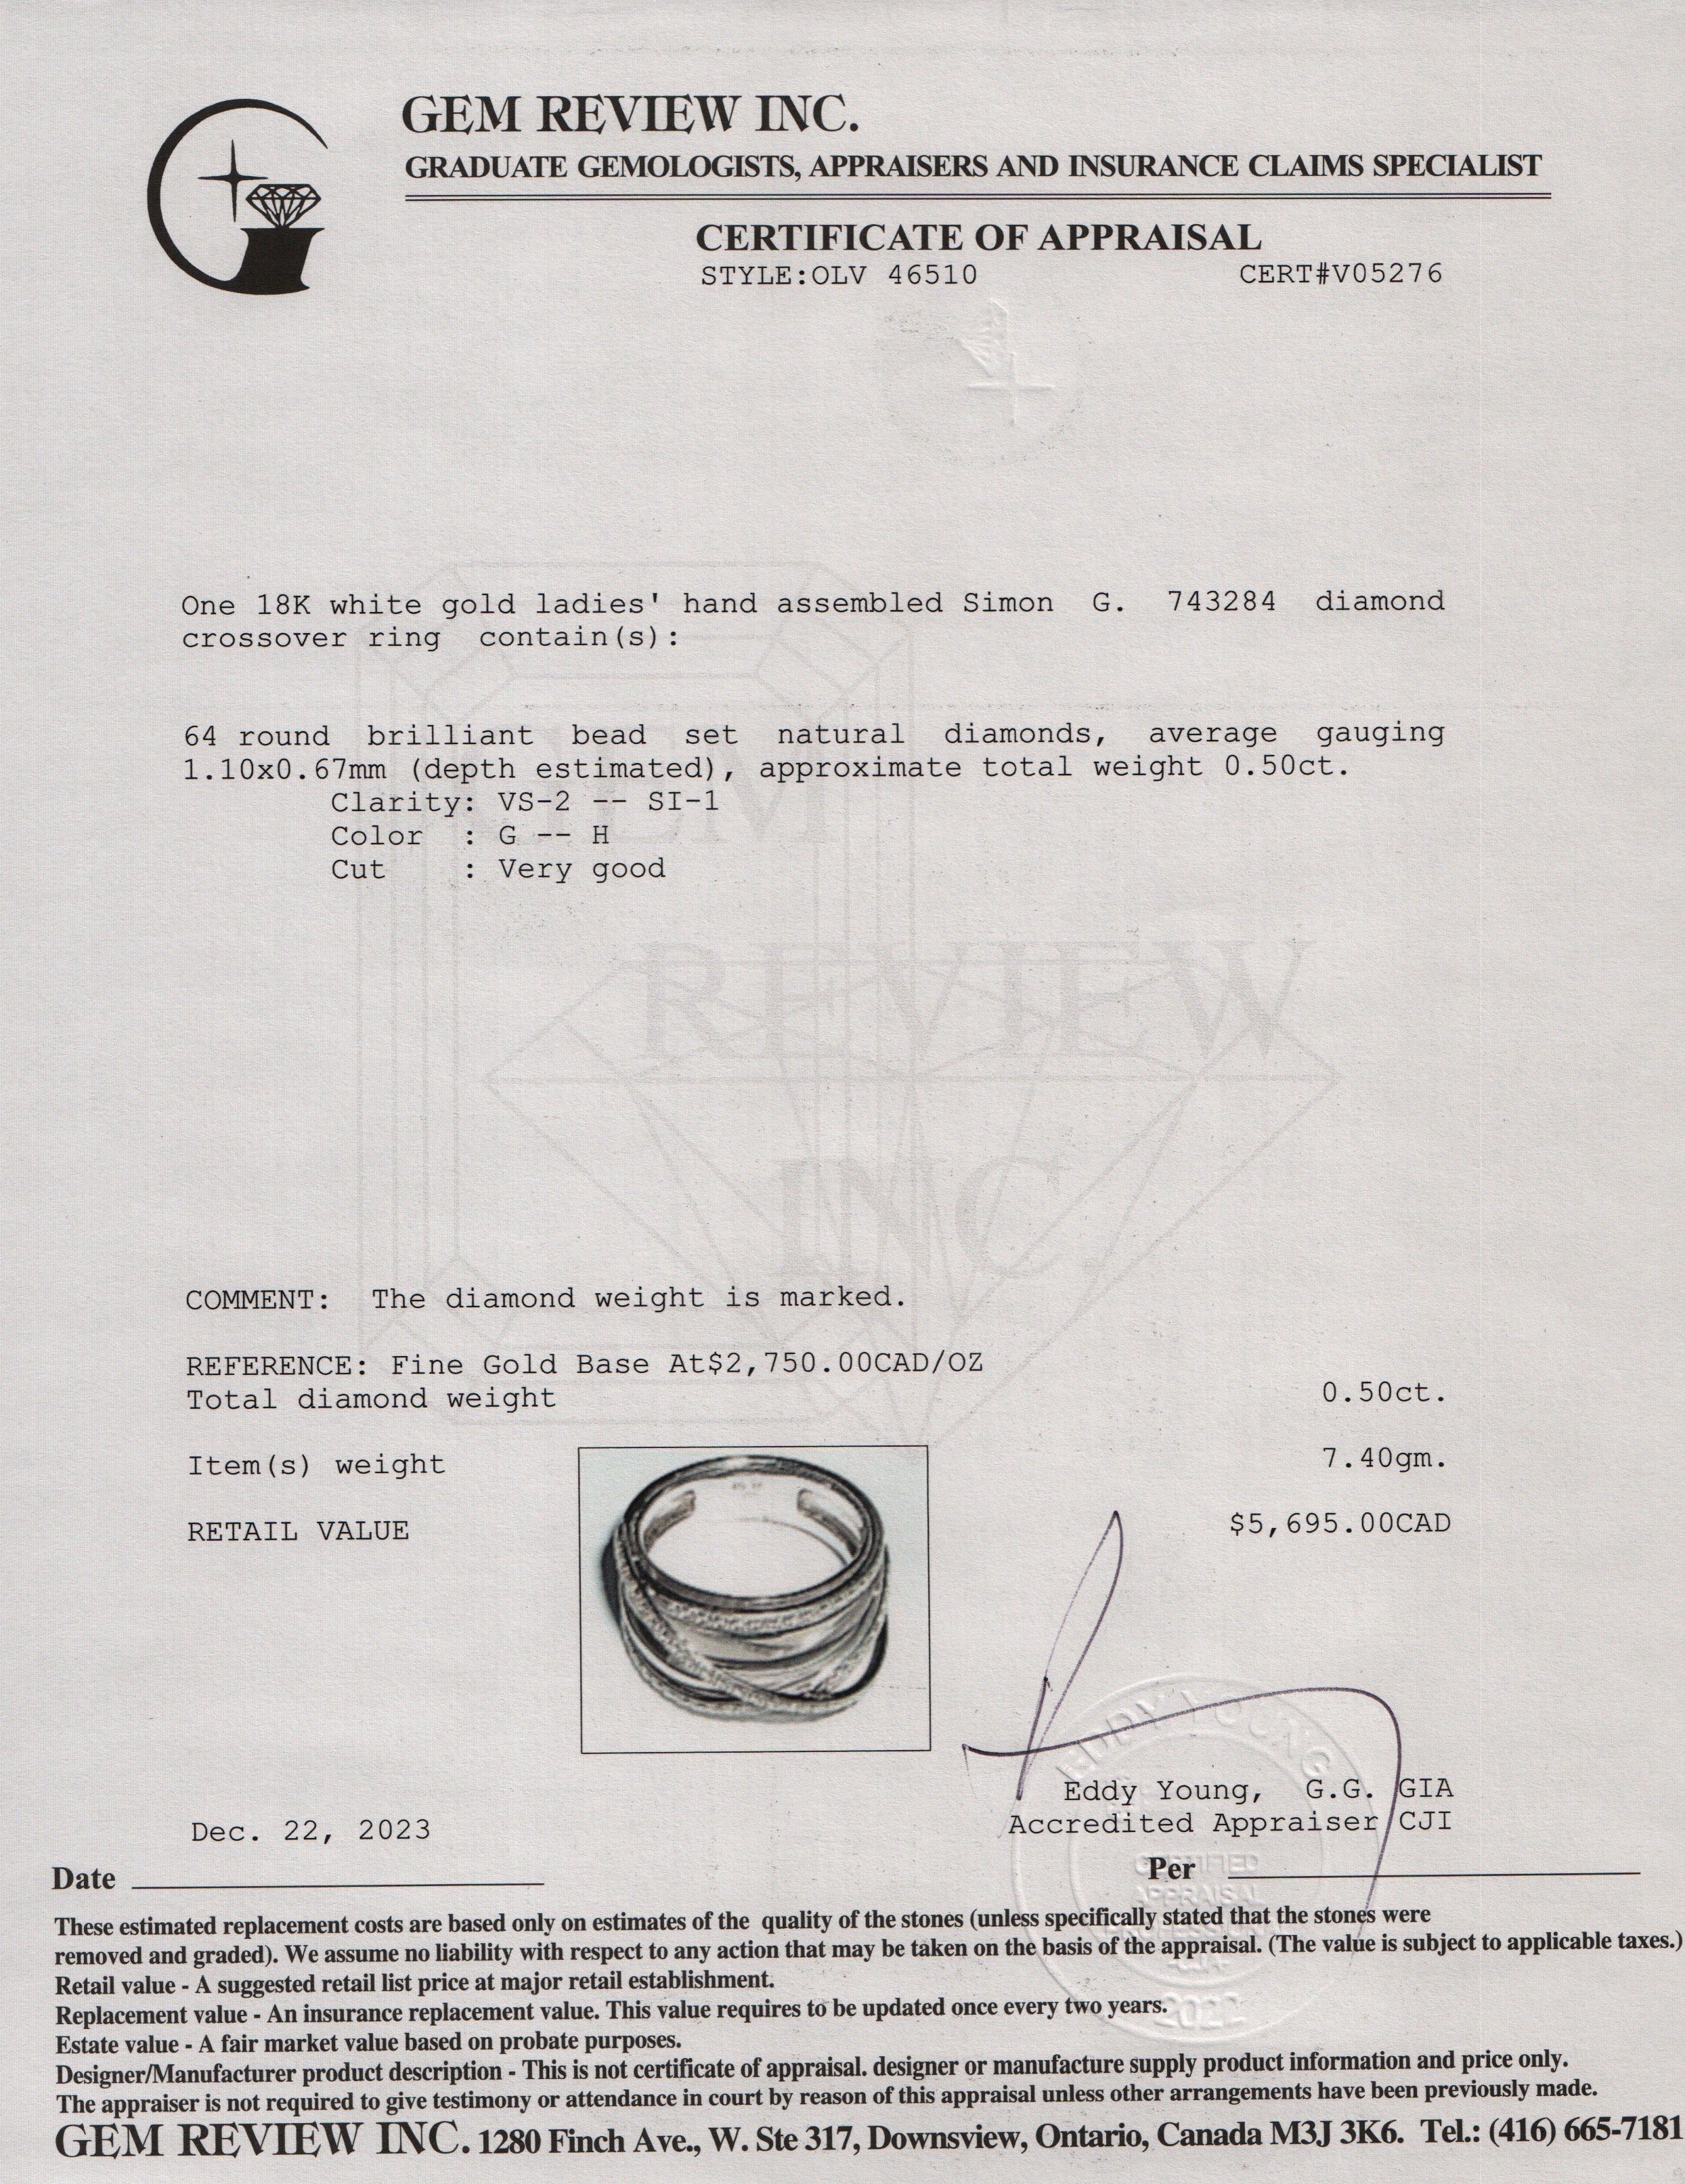 GEM REVIEW INC.
GRADUATE GEMOLOGISTS, APPRAISERS AND INSURANCE CLAIMS SPECIALIST
CERTIFICATE OF APPRAISAL
STYLE:OLV 46510 CERT#V05276
One 18K white gold ladies' hand assembled Simon G. 743284 diamond
crossover ring contain(s):
64 round brilliant bead set natural diamonds, average gauging
1.10x0.67mm (depth estimated), approximate total weight 0.50ct.
Clarity: VS-2 -- SI-1
Color : G -- H
Cut : Very good
GEM
REVIEW
INC.
COMMENT: The diamond weight is marked.
REFERENCE: Fine Gold Base At$2,750.00CAD/OZ
Total diamond weight 0.50ct.
Item(s) weight 7.40gm.
RETAIL VALUE $5,695.00CAD
EDDY YOUNG
Eddy Young, G.G. GIA
Accredited Appraiser CJI
Dec. 22, 2023
Date
Per
CERTIFIED
APPRAISAL
2022
These estimated replacement costs are based only on estimates of the quality of the stones (unless specifically stated that the stones were
removed and graded). We assume no liability with respect to any action that may be taken on the basis of the appraisal. (The value is subject to applicable taxes.)
Retail value - A suggested retail list price at major retail establishment.
Replacement value - An insurance replacement value. This value requires to be updated once every two years.
Estate value - A fair market value based on probate purposes.
Designer/Manufacturer product description - This is not certificate of appraisal. designer or manufacture supply product information and price only.
The appraiser is not required to give testimony or attendance in court by reason of this appraisal unless other arrangements have been previously made.
GEM REVIEW INC. 1280 Finch Ave., W. Ste 317, Downsview, Ontario, Canada M3J 3K6. Tel.: (416) 665-7181